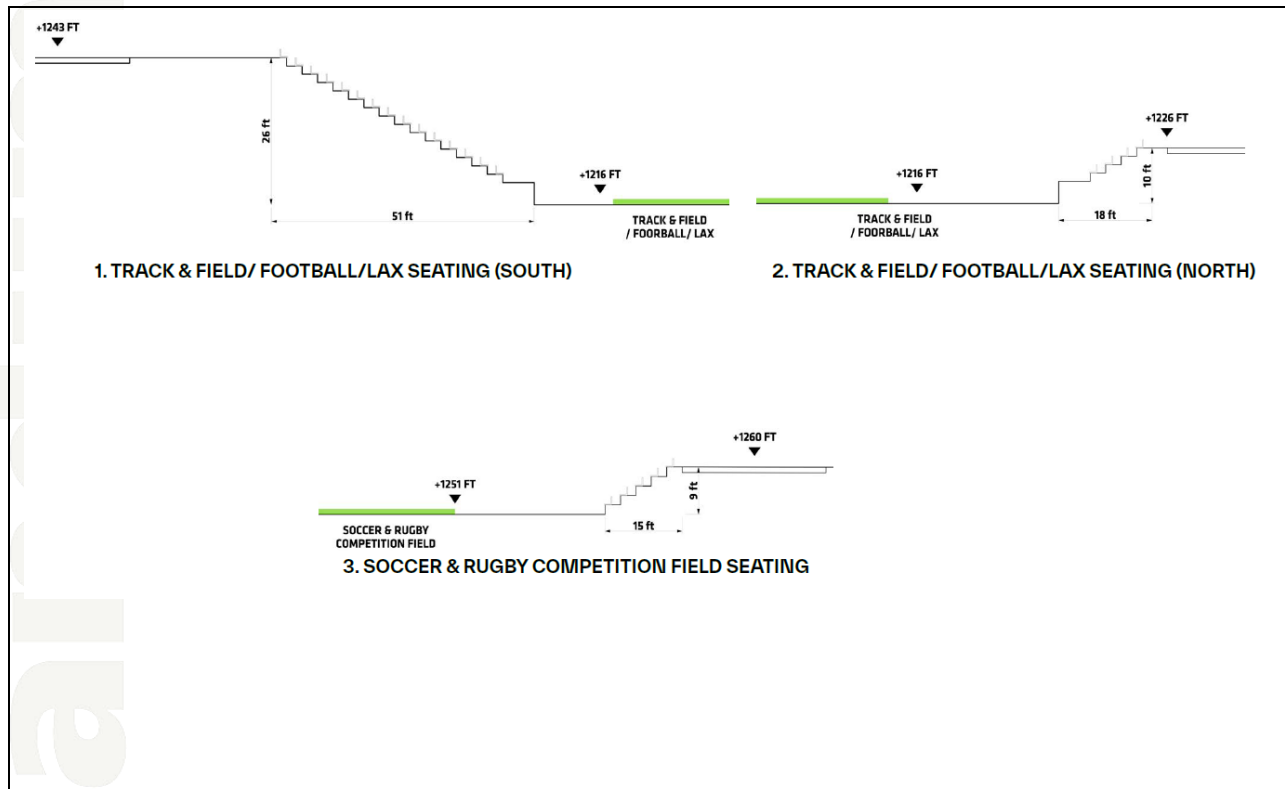 +1243 FT
26 ft
51 ft
+1216 FT
TRACK & FIELD
/ FOORBALL/ LAX
1. TRACK & FIELD/ FOOTBALL/LAX SEATING (SOUTH)
+1226 FT
+1216 FT
10 ft
18 ft
TRACK & FIELD
/ FOORBALL/ LAX
2. TRACK & FIELD/ FOOTBALL/LAX SEATING (NORTH)
+1260 FT
+1251 FT
9 ft
15 ft
SOCCER & RUGBY
COMPETITION FIELD
3. SOCCER & RUGBY COMPETITION FIELD SEATING